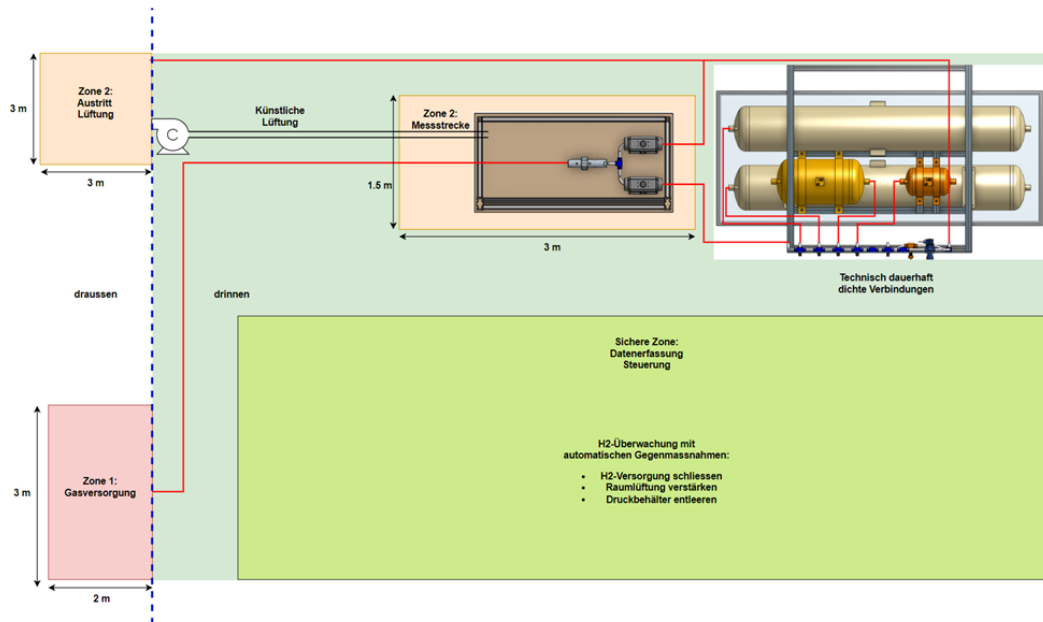 3 m
Zone 2:
Austritt
Lüftung
3 m
Künstliche
Lüftung
C
Zone 2:
Messstrecke
1.5 m
3 m
Technisch dauerhaft
dichte Verbindungen
draussen
drinnen
Sichere Zone:
Datenerfassung
Steuerung
H2-Überwachung mit
automatischen Gegenmassnahmen:
• H2-Versorgung schliessen
• Raumlüftung verstärken
• Druckbehälter entleeren
3 m
Zone 1:
Gasversorgung
2 m